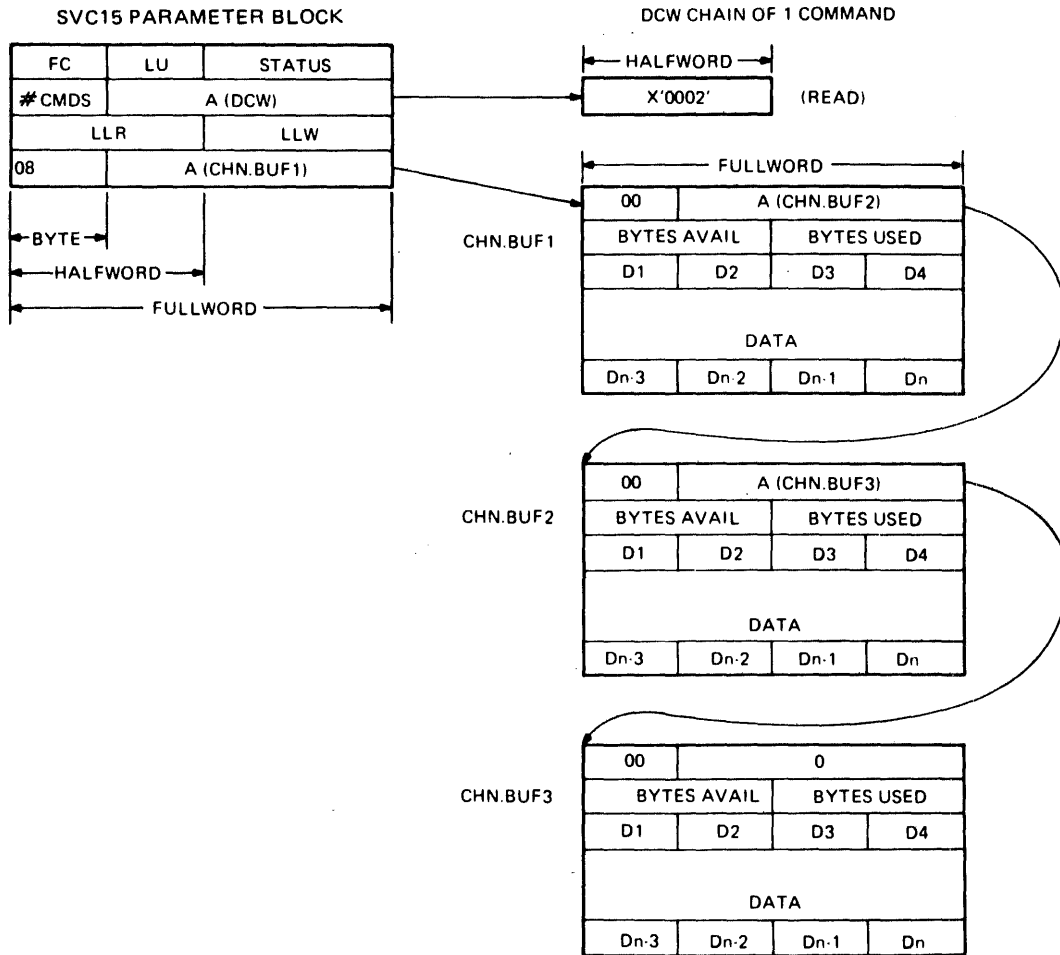 SVC15 PARAMETER BLOCK
FC LU STATUS
# CMDS A (DCW)
LLR LLW
08 A (CHN.BUF1)
BYTE
HALFWORD
FULLWORD
DCW CHAIN OF 1 COMMAND
HALFWORD
X'0002' (READ)
FULLWORD
CHN.BUF1
00 A (CHN.BUF2)
BYTES AVAIL BYTES USED
D1 D2 D3 D4
DATA
Dn-3 Dn-2 Dn-1 Dn
CHN.BUF2
00 A (CHN.BUF3)
BYTES AVAIL BYTES USED
D1 D2 D3 D4
DATA
Dn-3 Dn-2 Dn-1 Dn
CHN.BUF3
00 0
BYTES AVAIL BYTES USED
D1 D2 D3 D4
DATA
Dn-3 Dn-2 Dn-1 Dn